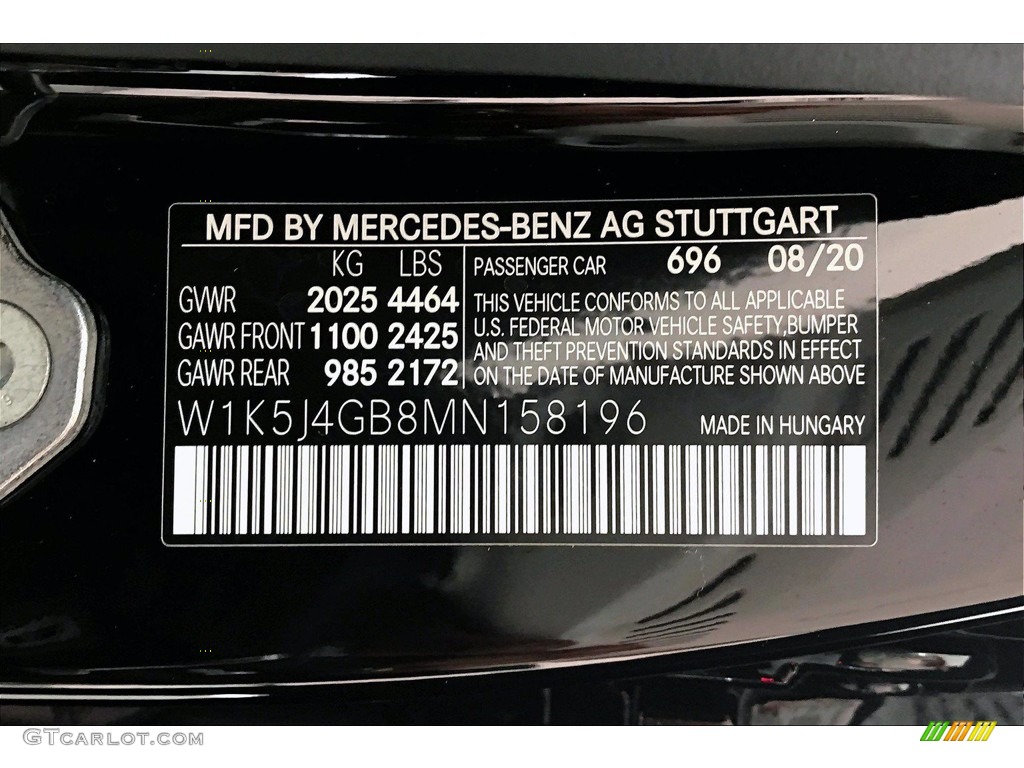 MFD BY MERCEDES-BENZ AG STUTTGART
KG LBS
GVWR 2025 4464
GAWR FRONT 1100 2425
GAWR REAR 985 2172
PASSENGER CAR 696 08/20
THIS VEHICLE CONFORMS TO ALL APPLICABLE
U.S. FEDERAL MOTOR VEHICLE SAFETY,BUMPER
AND THEFT PREVENTION STANDARDS IN EFFECT
ON THE DATE OF MANUFACTURE SHOWN ABOVE
W1K5J4GB8MN158196 MADE IN HUNGARY
GTCarlot.com